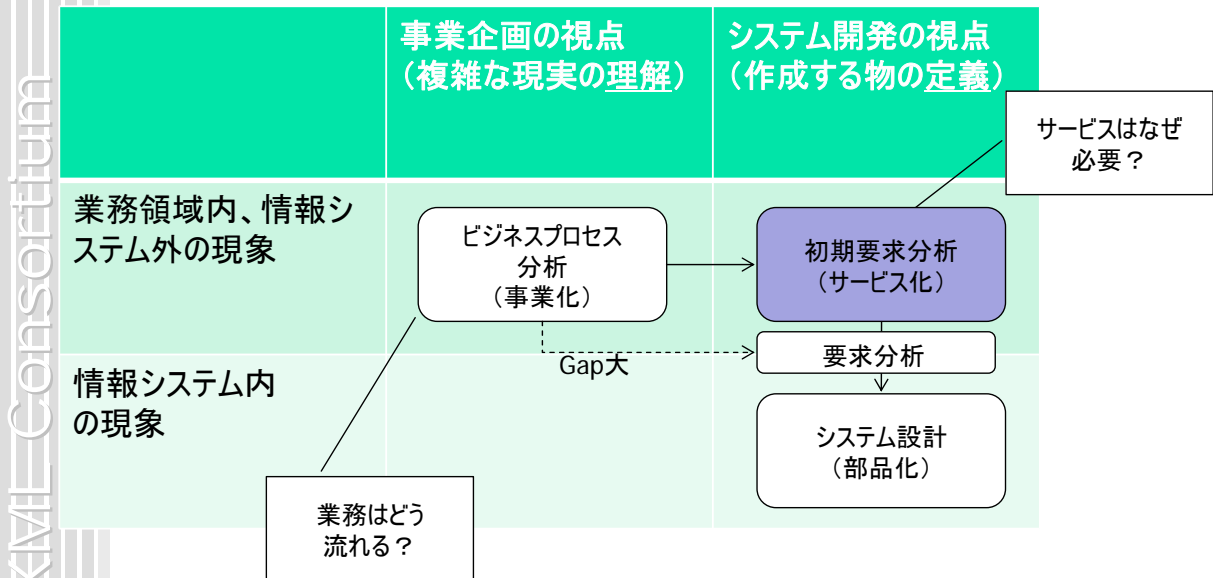 事業企画の視点
（複雑な現実の理解）
システム開発の視点
（作成する物の定義）
サービスはなぜ
必要？
業務領域内、情報シ
ステム外の現象
ビジネスプロセス
分析
（事業化）
初期要求分析
（サービス化）
要求分析
Gap大
情報システム内
の現象
システム設計
（部品化）
業務はどう
流れる？
XML Consortium